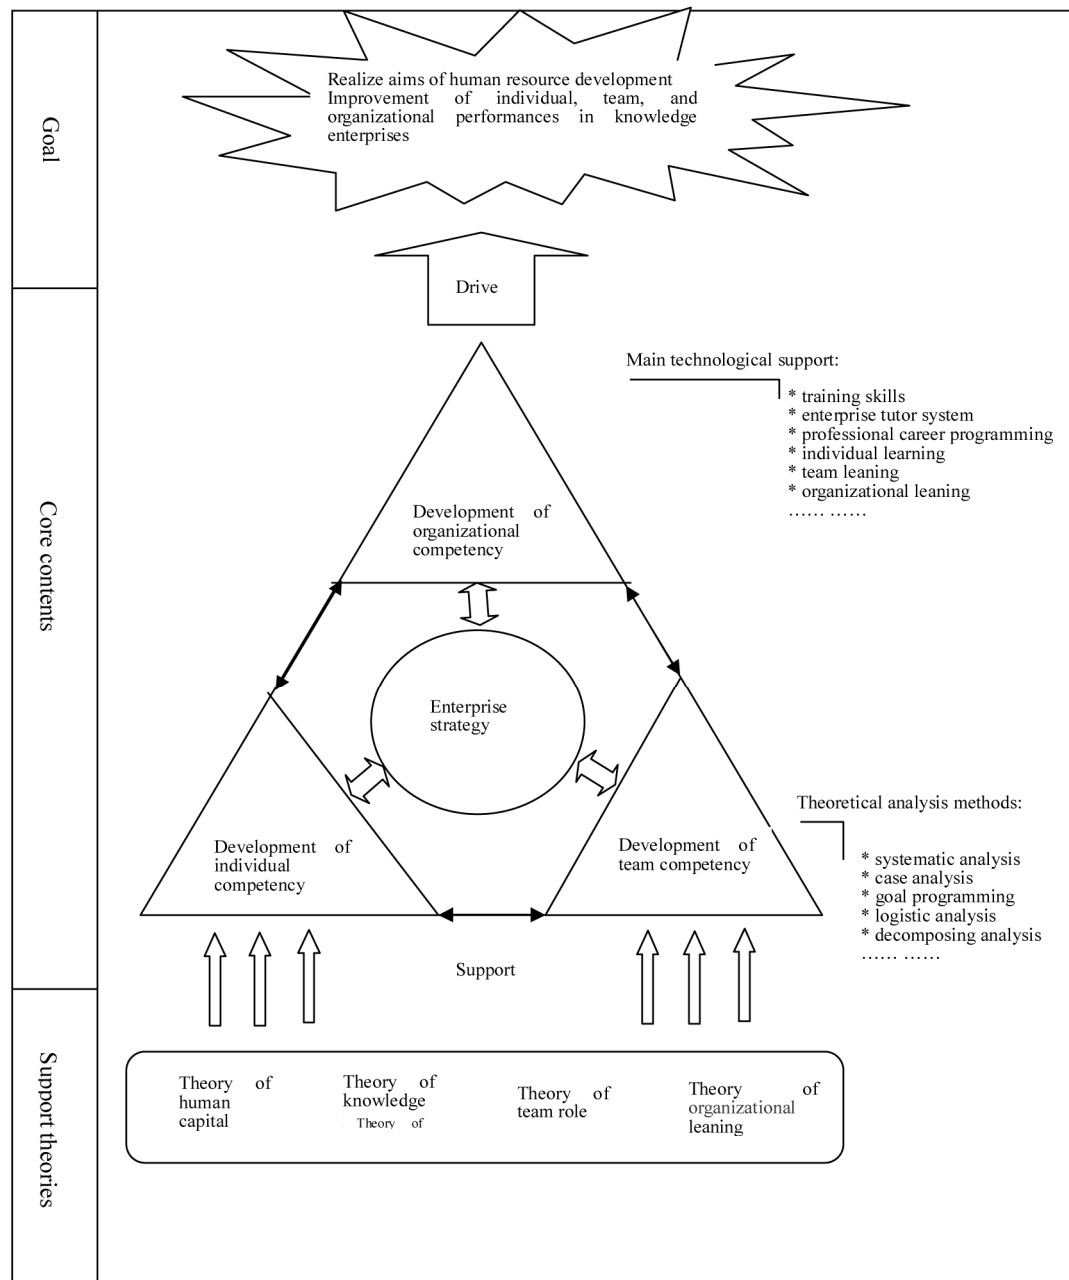 Goal
Realize aims of human resource development
Improvement of individual, team, and
organizational performances in knowledge
enterprises
Drive
Core contents
Main technological support:
* training skills
* enterprise tutor system
* professional career programming
* individual learning
* team leaning
* organizational leaning
…… ……
Development of
organizational
competency
Enterprise
strategy
Development of
individual
competency
Development of
team competency
Theoretical analysis methods:
* systematic analysis
* case analysis
* goal programming
* logistic analysis
* decomposing analysis
…… ……
Support
Support theories
Theory of
human
capital
Theory of
knowledge
Theory of
Theory of
team role
Theory of
organizational
leaning